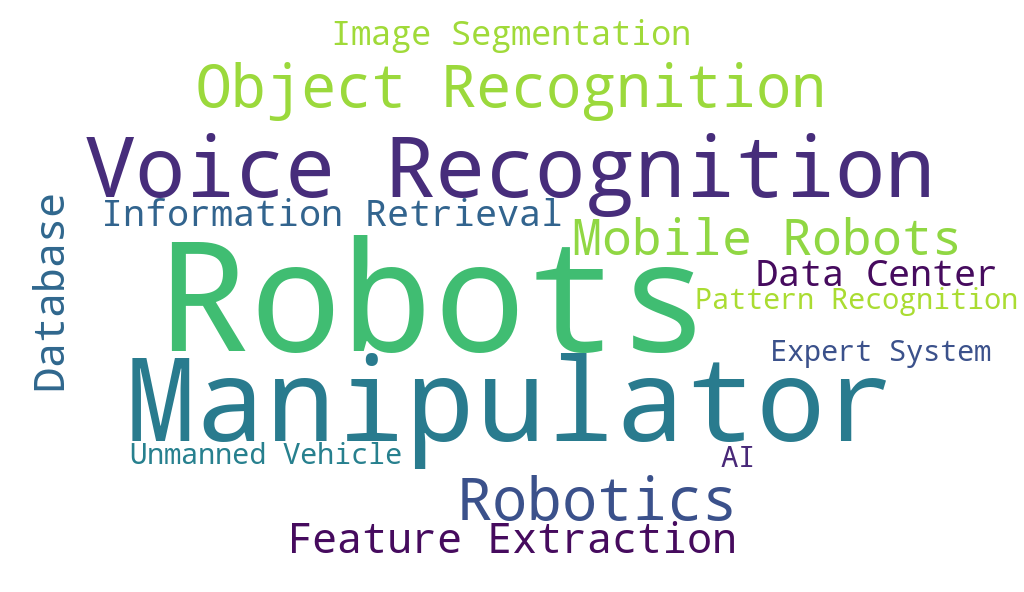 Image Segmentation
Object Recognition
Voice Recognition
Database
Information Retrieval
Mobile Robots
Robots
Data Center
Pattern Recognition
Expert System
Manipulator
Unmanned Vehicle
AI
Robotics
Feature Extraction